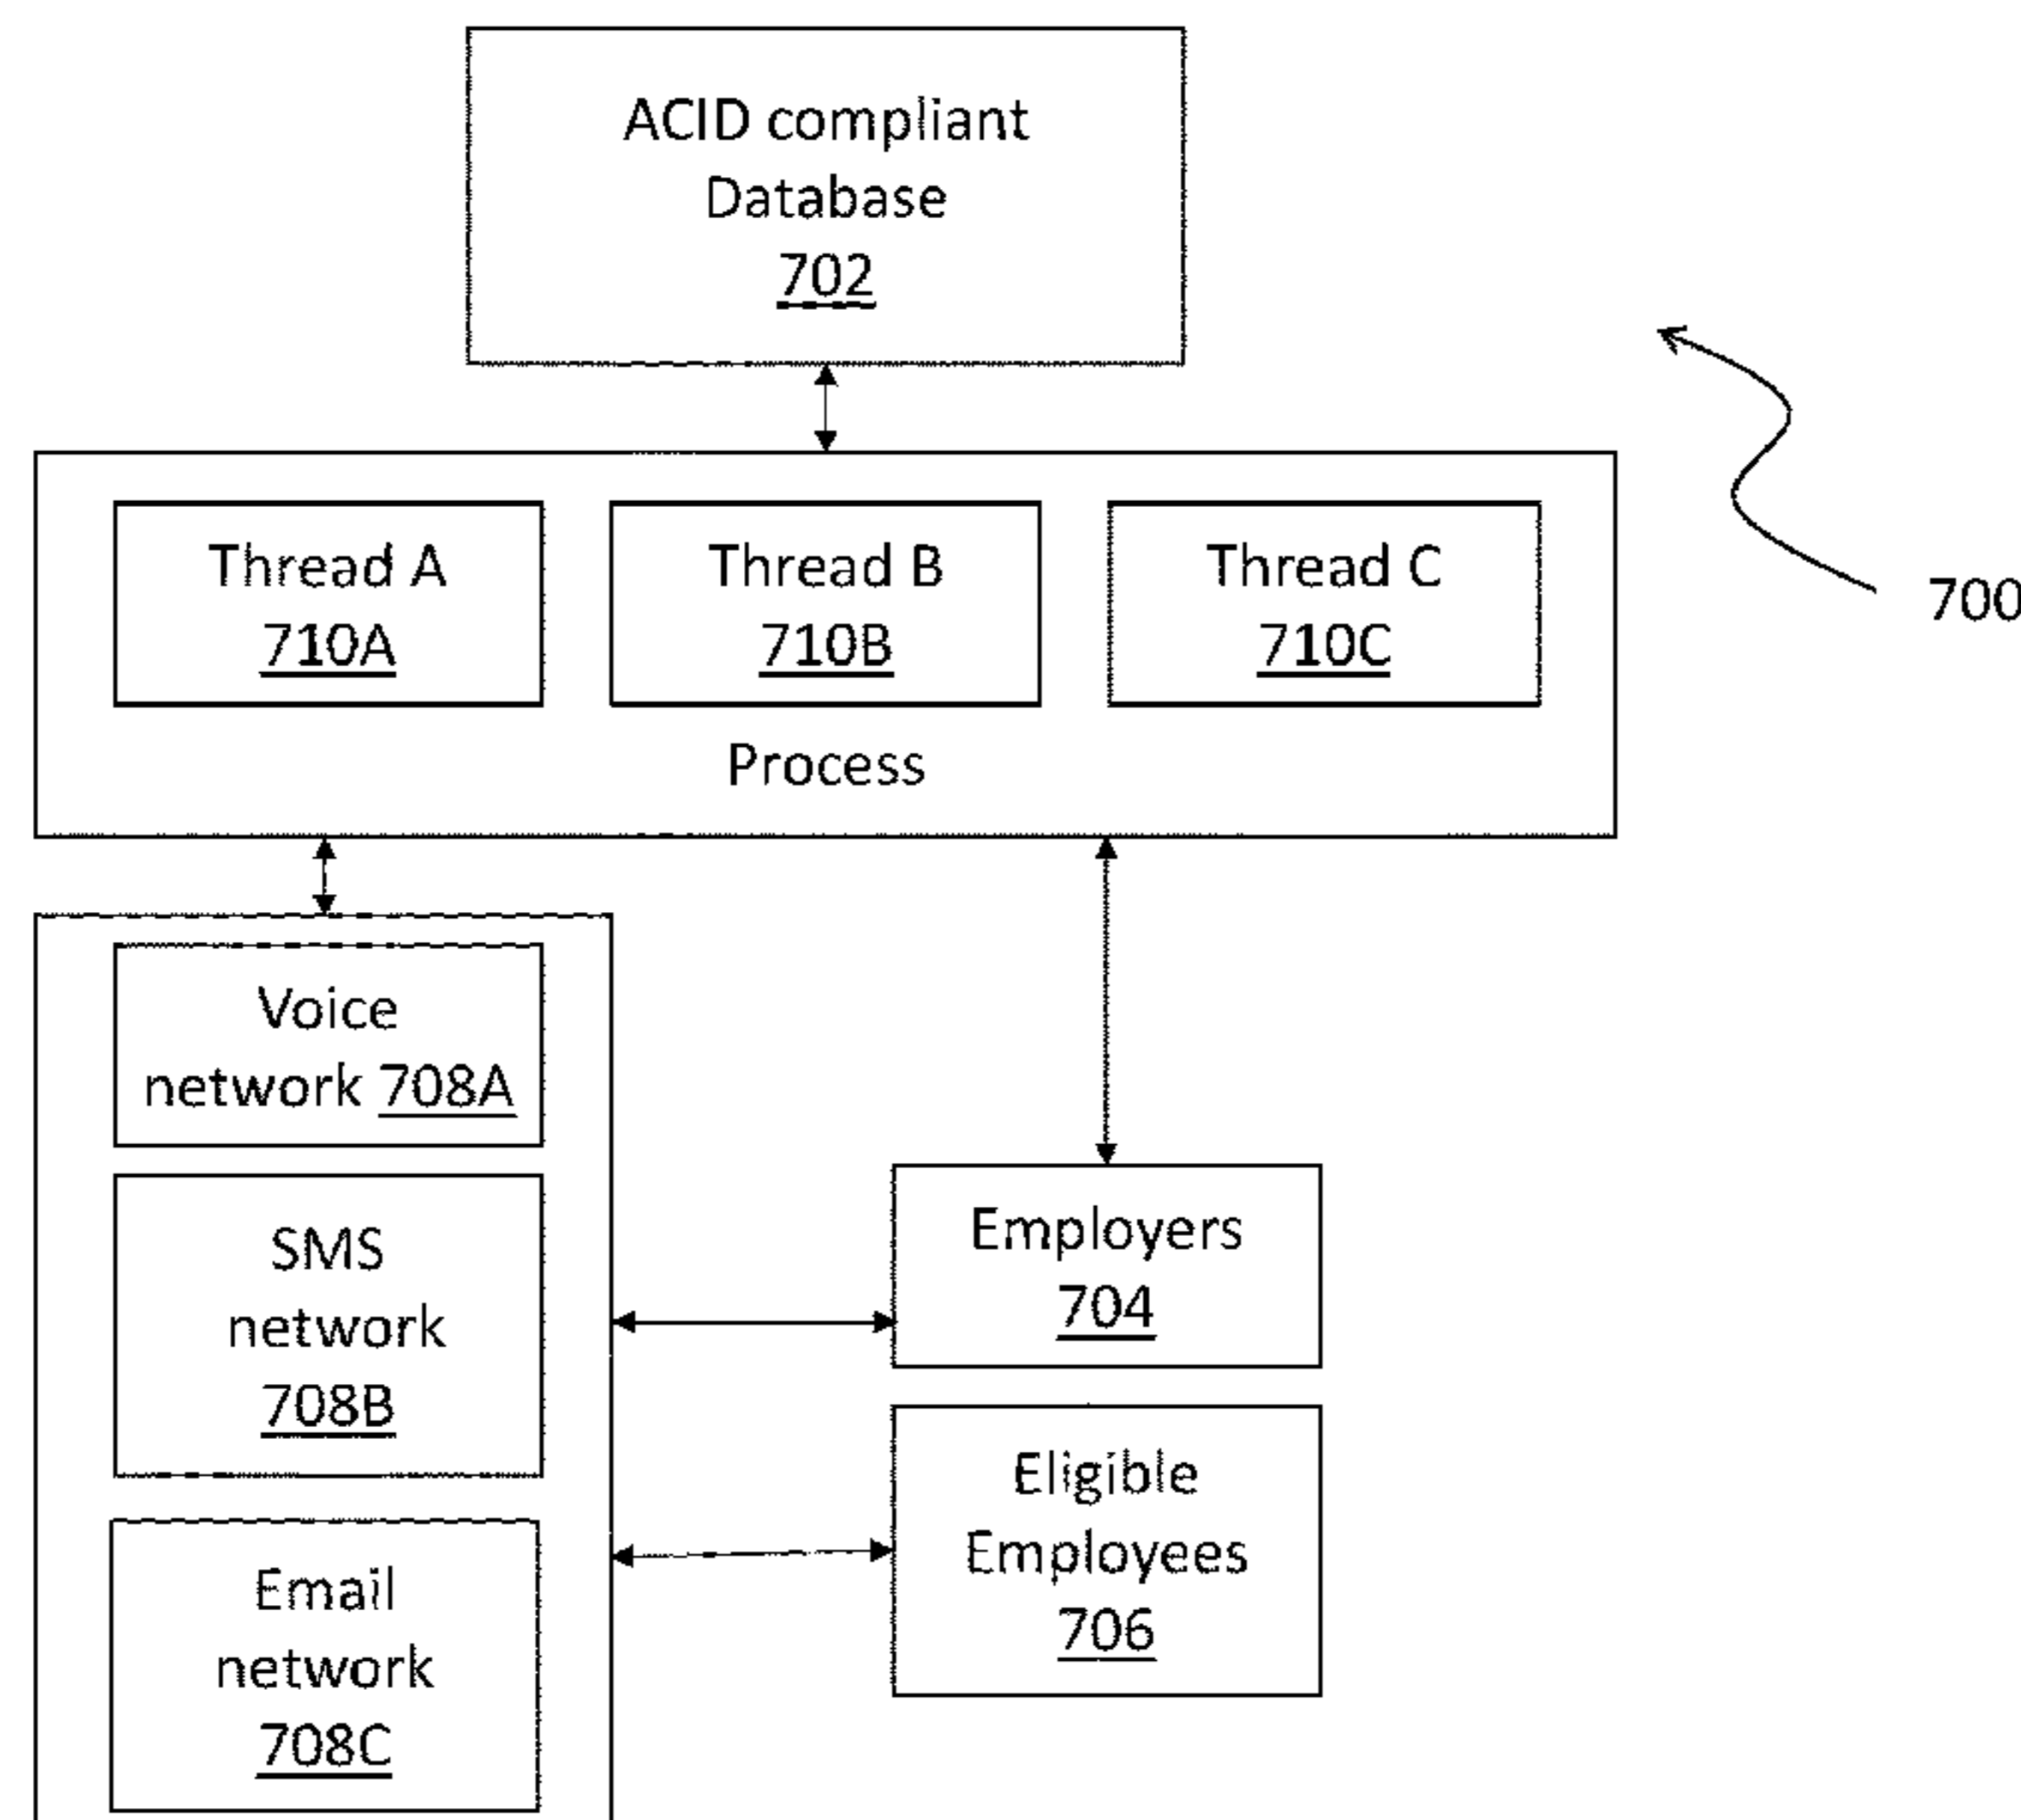 ACID compliant
Database
702
700
Thread A
710A
Thread B
710B
Thread C
710C
Process
Voice
network 708A
SMS
network
708B
Email
network
708C
Employers
704
Eligible
Employees
706